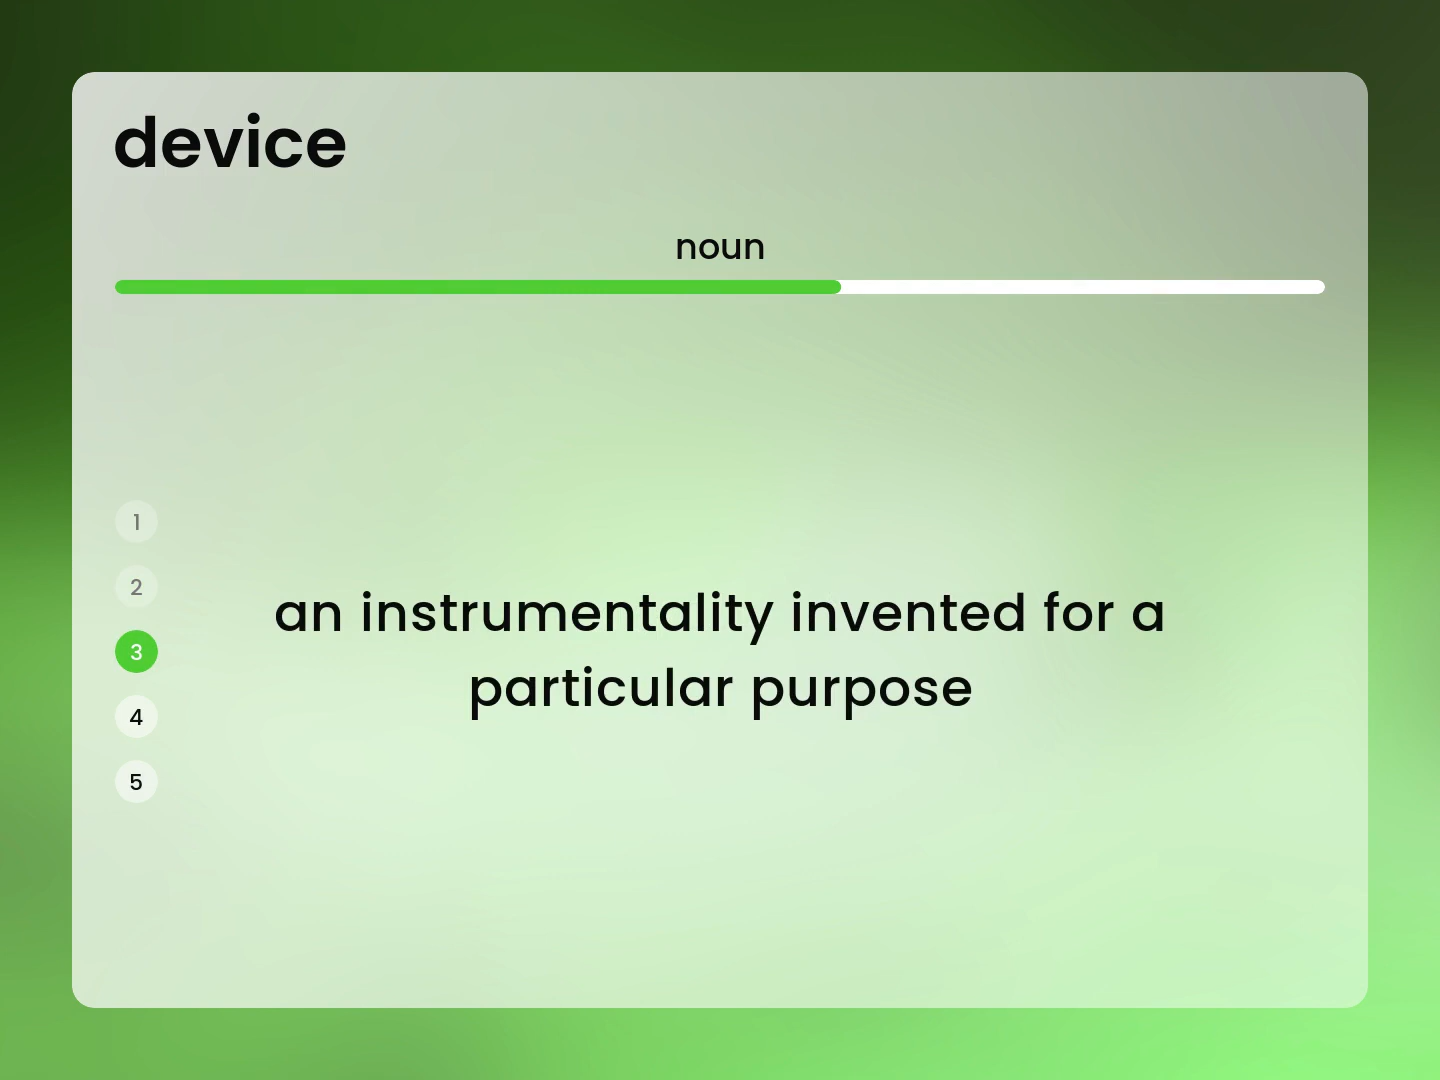 device
noun
1
2
3
4
5
an instrumentality invented for a
particular purpose